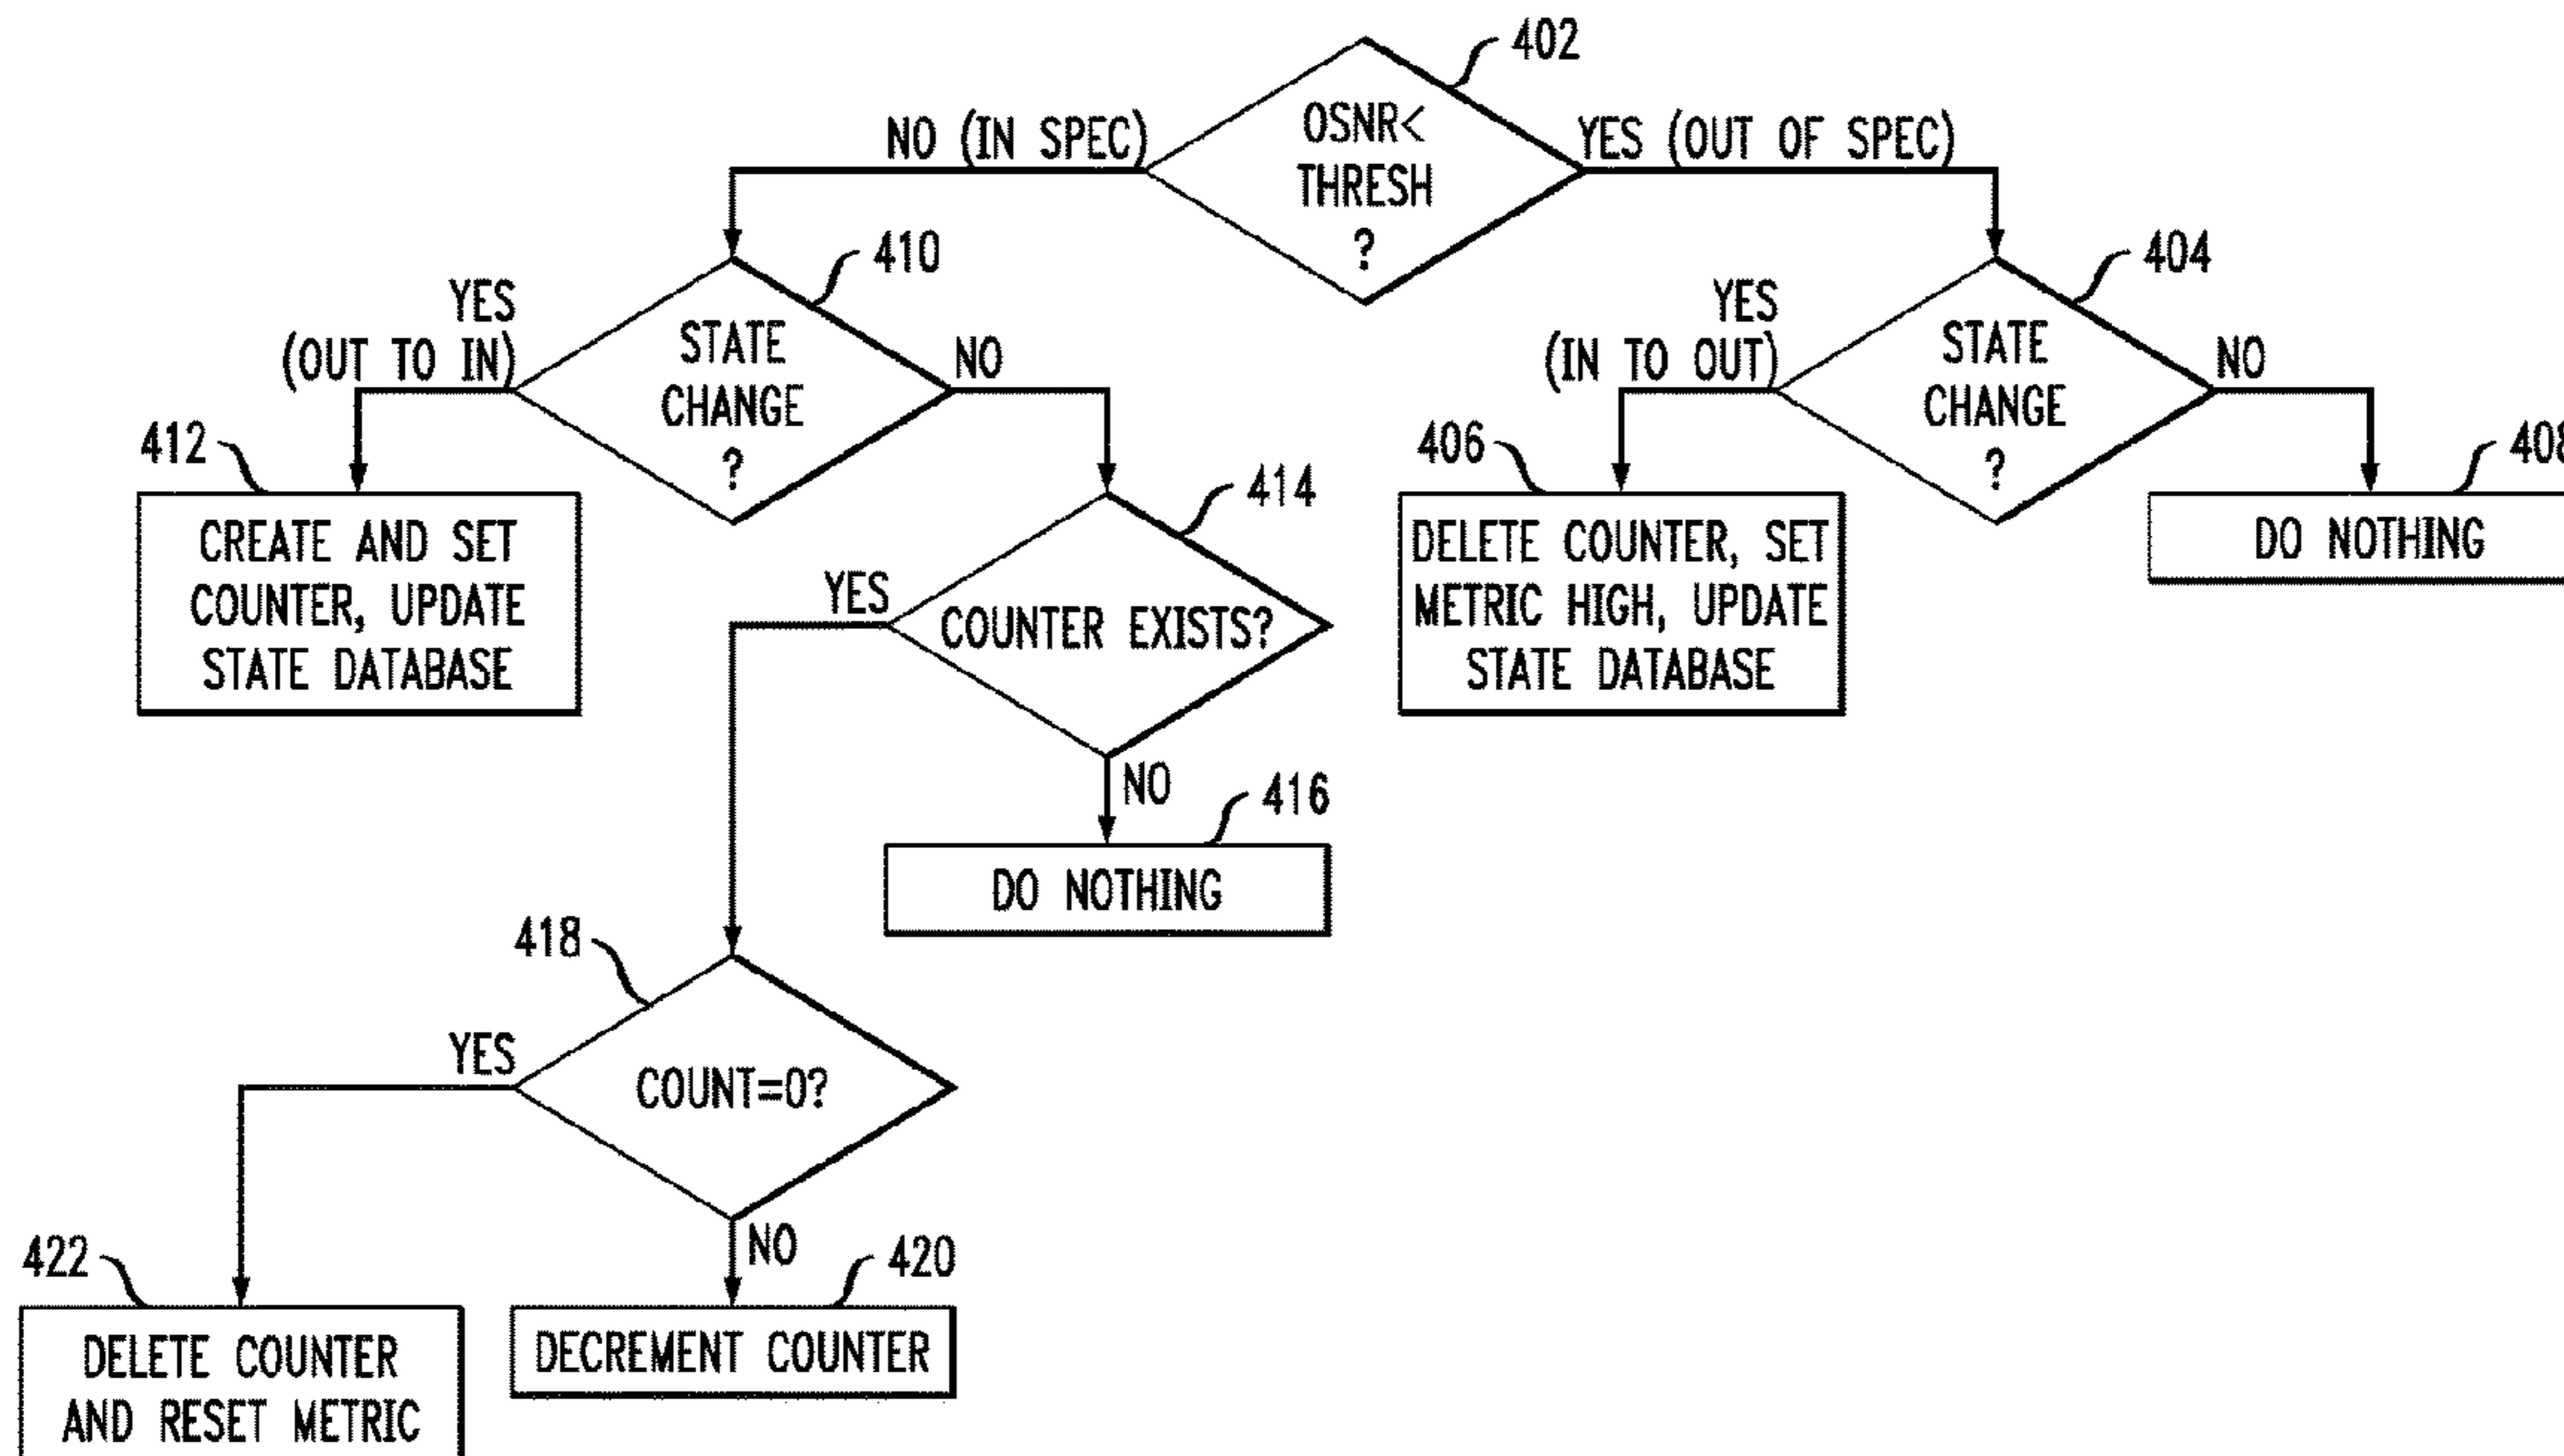 402
OSNR<
THRESH
?
NO (IN SPEC)
YES (OUT OF SPEC)
410
404
YES
(OUT TO IN)
STATE
CHANGE
?
NO
YES
(IN TO OUT)
STATE
CHANGE
?
NO
412
414
406
CREATE AND SET
COUNTER, UPDATE
STATE DATABASE
YES
COUNTER EXISTS?
DELETE COUNTER, SET
METRIC HIGH, UPDATE
STATE DATABASE
DO NOTHING
NO
416
DO NOTHING
418
YES
COUNT=0?
NO
422
420
DELETE COUNTER
AND RESET METRIC
DECREMENT COUNTER